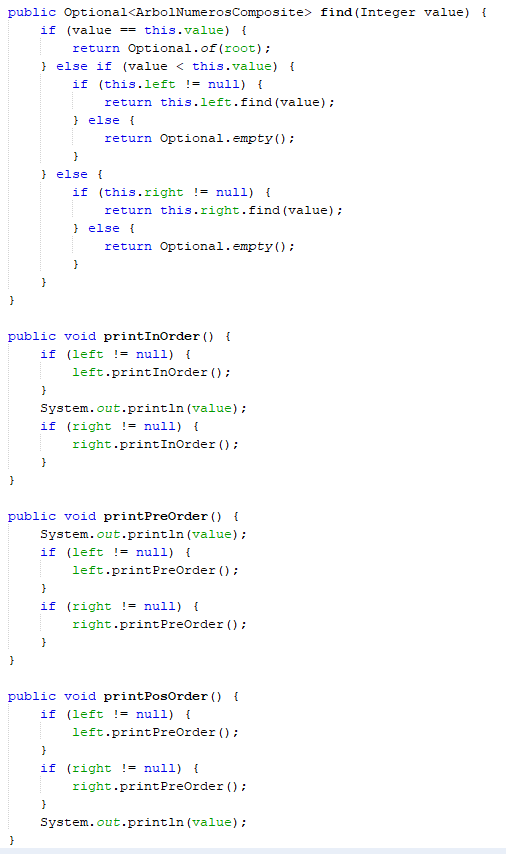 public Optional<ArbolNumerosComposite> find(Integer value) {
    if (value == this.value) {
        return Optional.of(root);
    } else if (value < this.value) {
        if (this.left != null) {
            return this.left.find(value);
        } else {
            return Optional.empty();
        }
    } else {
        if (this.right != null) {
            return this.right.find(value);
        } else {
            return Optional.empty();
        }
    }
}

public void printInOrder() {
    if (left != null) {
        left.printInOrder();
    }
    System.out.println(value);
    if (right != null) {
        right.printInOrder();
    }
}

public void printPreOrder() {
    System.out.println(value);
    if (left != null) {
        left.printPreOrder();
    }
    if (right != null) {
        right.printPreOrder();
    }
}

public void printPosOrder() {
    if (left != null) {
        left.printPreOrder();
    }
    if (right != null) {
        right.printPreOrder();
    }
    System.out.println(value);
}